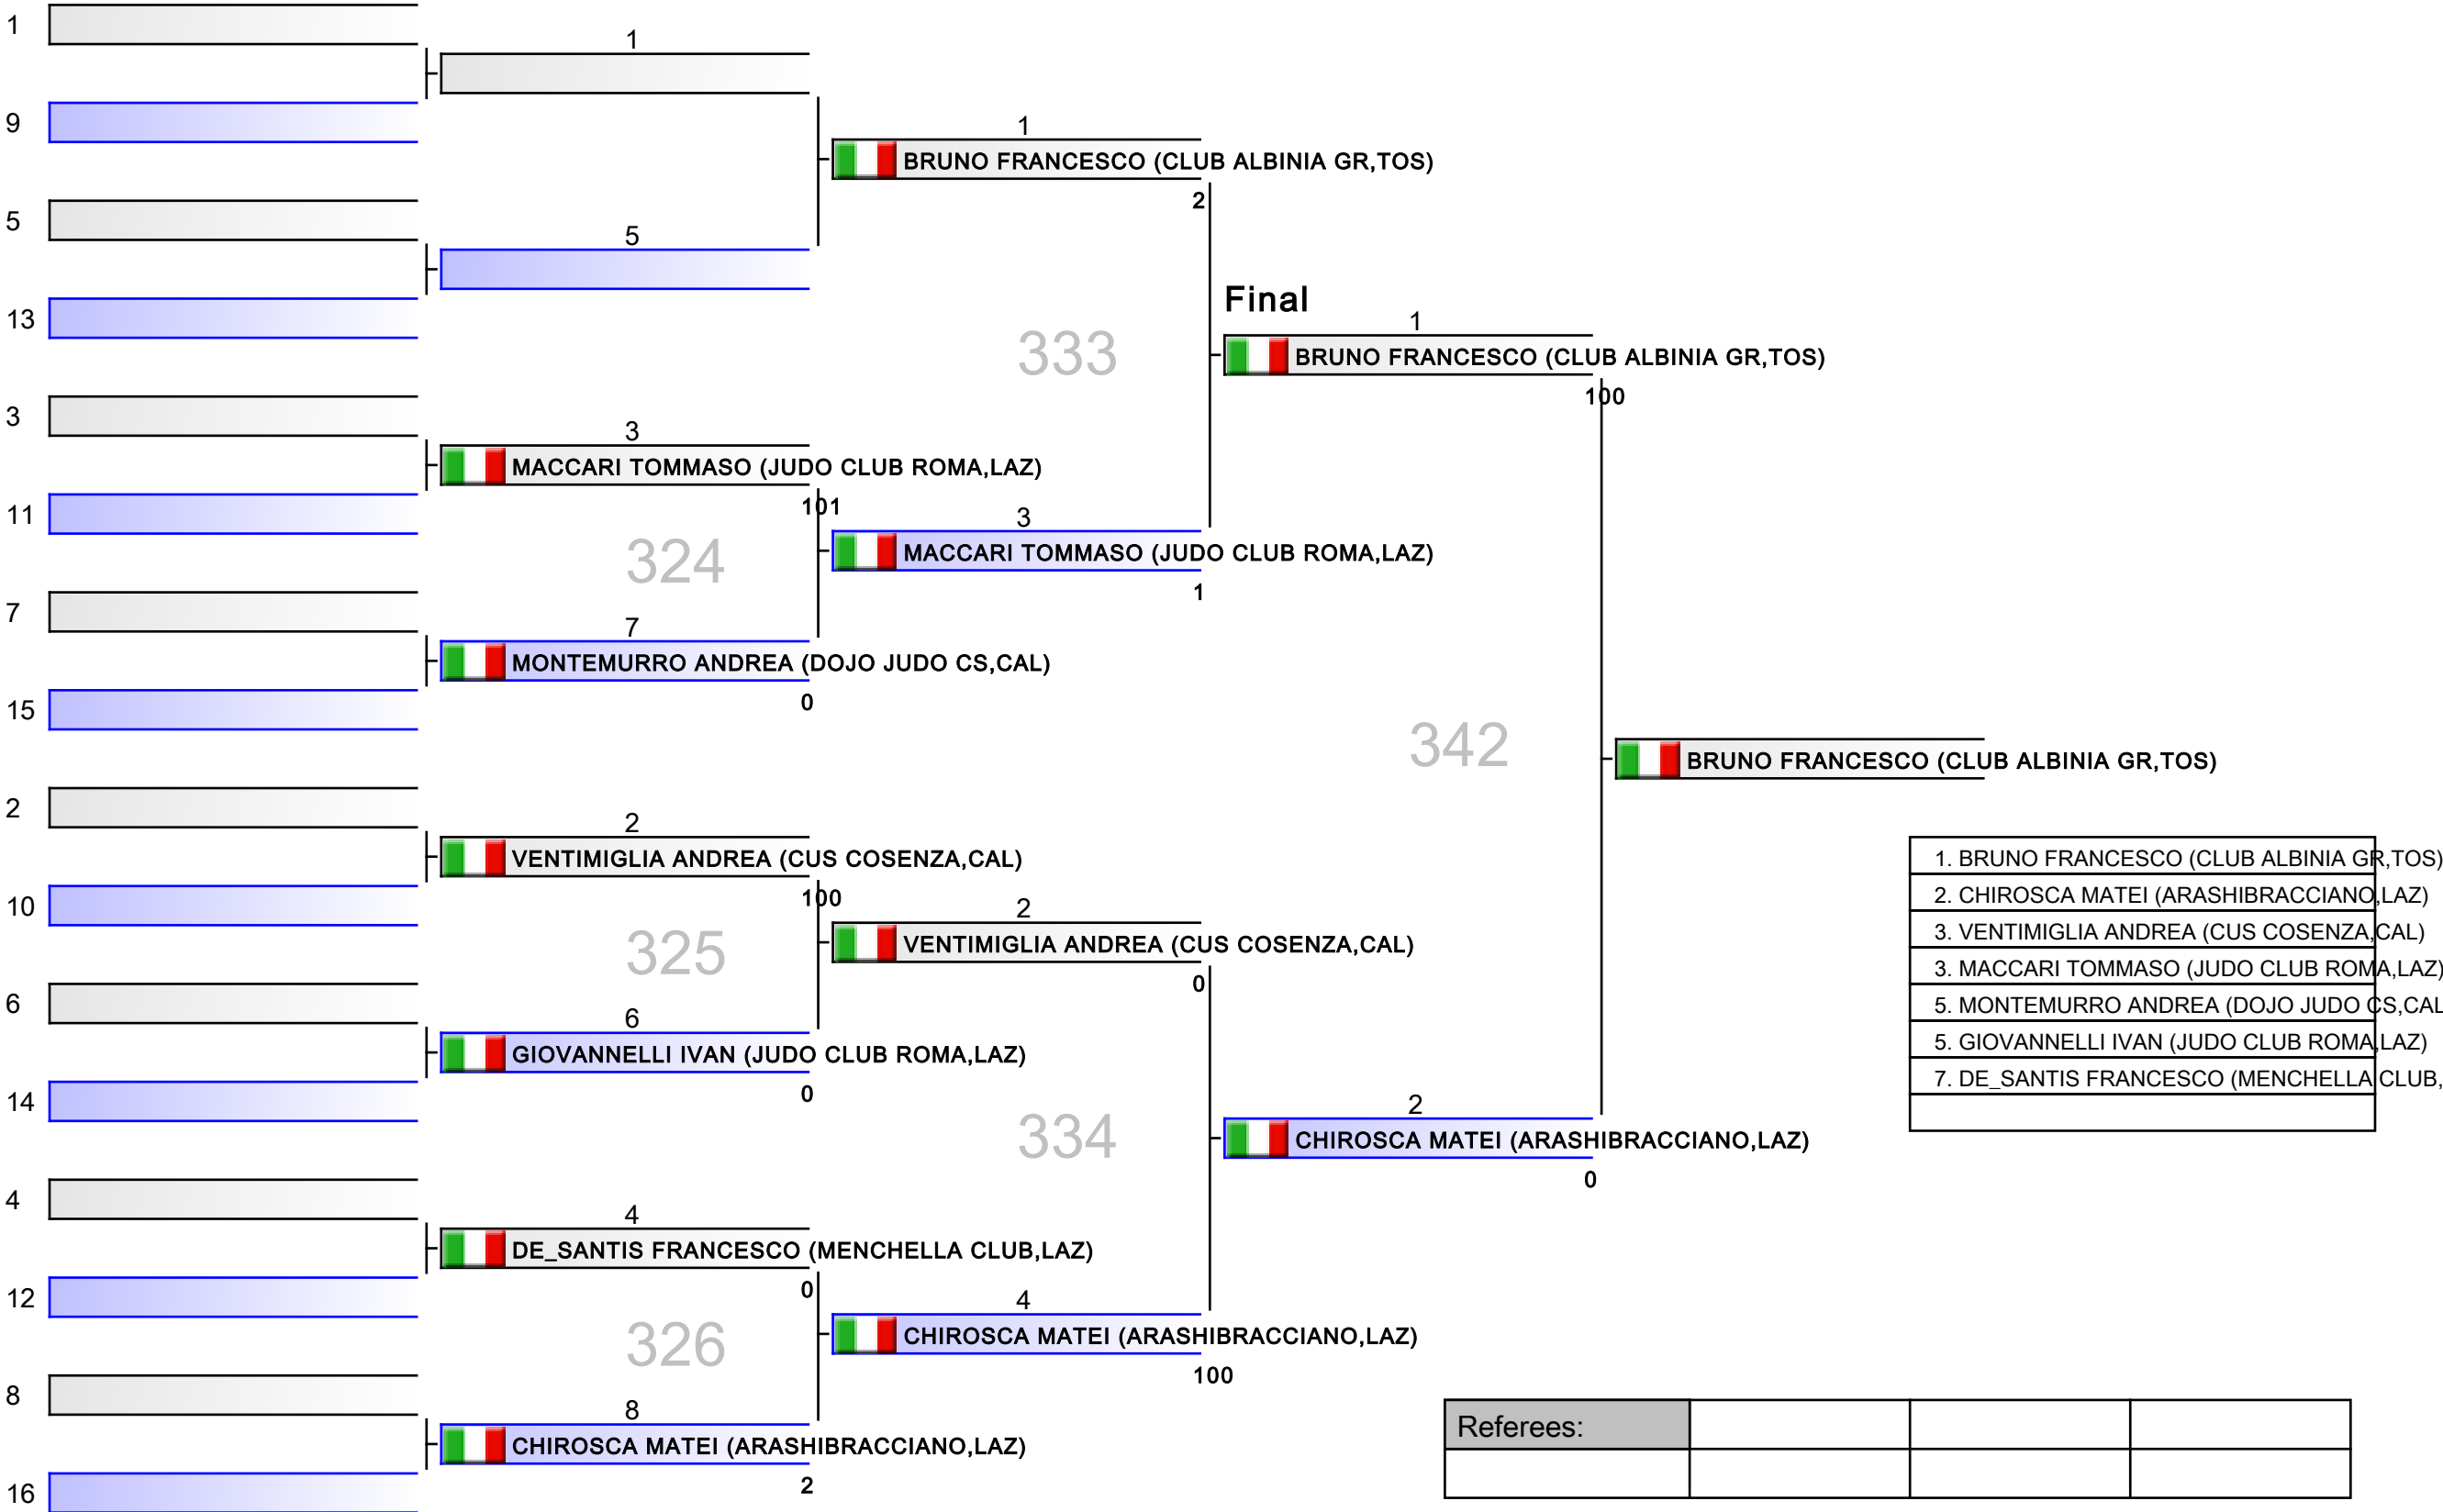 1
9
5
13
3
11
7
15
2
10
6
14
4
12
8
16
1
5
3
MACCARI TOMMASO (JUDO CLUB ROMA,LAZ)
101
324
7
MONTEMURRO ANDREA (DOJO JUDO CS,CAL)
0
2
VENTIMIGLIA ANDREA (CUS COSENZA,CAL)
100
325
6
GIOVANNELLI IVAN (JUDO CLUB ROMA,LAZ)
0
4
DE_SANTIS FRANCESCO (MENCHELLA CLUB,LAZ)
0
326
8
CHIROSCA MATEI (ARASHIBRACCIANO,LAZ)
2
1
BRUNO FRANCESCO (CLUB ALBINIA GR,TOS)
2
333
3
MACCARI TOMMASO (JUDO CLUB ROMA,LAZ)
1
2
VENTIMIGLIA ANDREA (CUS COSENZA,CAL)
0
334
4
CHIROSCA MATEI (ARASHIBRACCIANO,LAZ)
100
Final
1
BRUNO FRANCESCO (CLUB ALBINIA GR,TOS)
100
342
2
CHIROSCA MATEI (ARASHIBRACCIANO,LAZ)
0
BRUNO FRANCESCO (CLUB ALBINIA GR,TOS)
1. BRUNO FRANCESCO (CLUB ALBINIA GR,TOS)
2. CHIROSCA MATEI (ARASHIBRACCIANO,LAZ)
3. VENTIMIGLIA ANDREA (CUS COSENZA,CAL)
3. MACCARI TOMMASO (JUDO CLUB ROMA,LAZ)
5. MONTEMURRO ANDREA (DOJO JUDO CS,CAL
5. GIOVANNELLI IVAN (JUDO CLUB ROMA,LAZ)
7. DE_SANTIS FRANCESCO (MENCHELLA CLUB,
Referees: